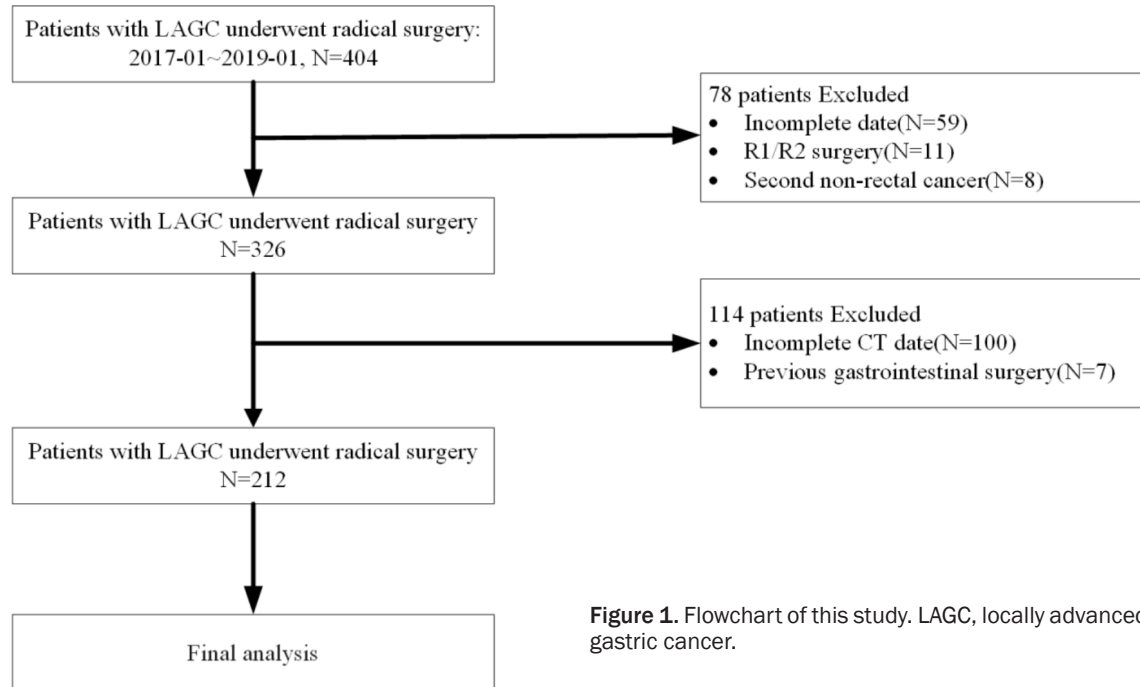 Patients with LAGC underwent radical surgery:
2017-01~2019-01, N=404
78 patients Excluded
• Incomplete date(N=59)
• R1/R2 surgery(N=11)
• Second non-rectal cancer(N=8)
Patients with LAGC underwent radical surgery
N=326
114 patients Excluded
• Incomplete CT date(N=100)
• Previous gastrointestinal surgery(N=7)
Patients with LAGC underwent radical surgery
N=212
Final analysis
Figure 1. Flowchart of this study. LAGC, locally advanced
gastric cancer.